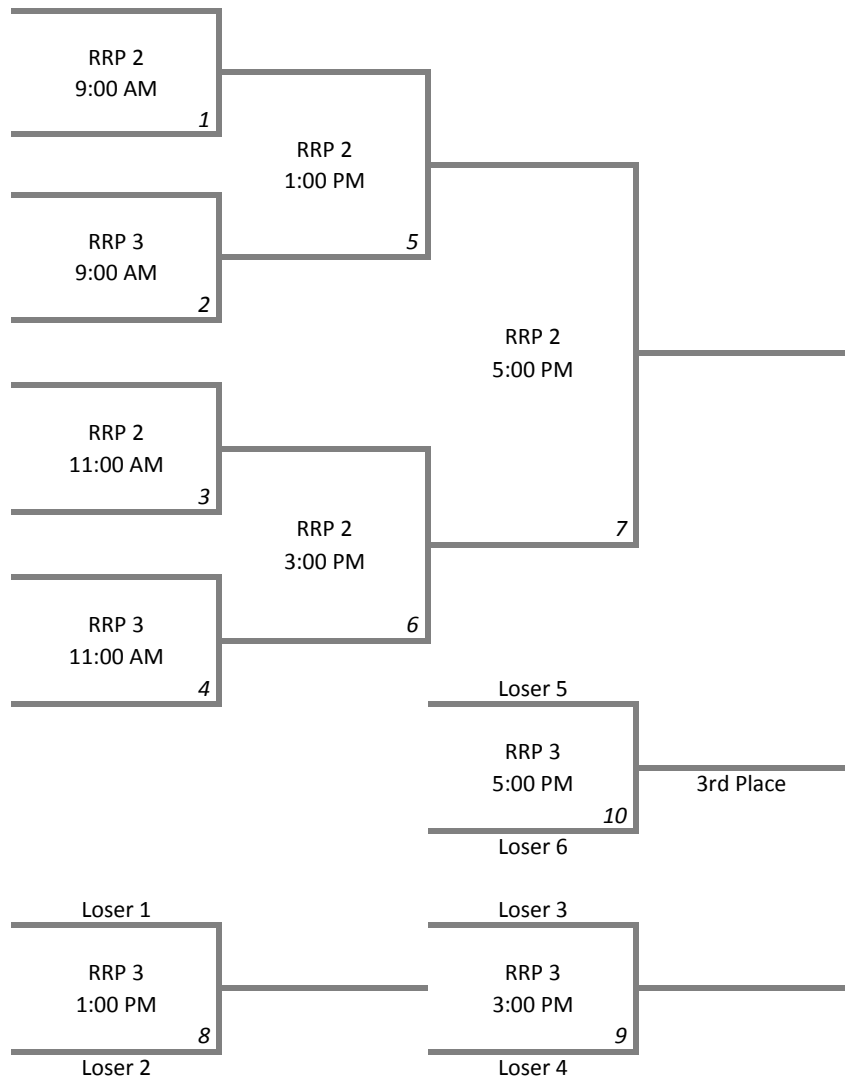 RRP 2
9:00 AM
1
RRP 2
1:00 PM
5
RRP 3
9:00 AM
2
RRP 2
5:00 PM
7
RRP 2
11:00 AM
3
RRP 2
3:00 PM
6
RRP 3
11:00 AM
4
Loser 5
RRP 3
5:00 PM
10
3rd Place
Loser 6
Loser 1
RRP 3
1:00 PM
8
Loser 2
Loser 3
RRP 3
3:00 PM
9
Loser 4